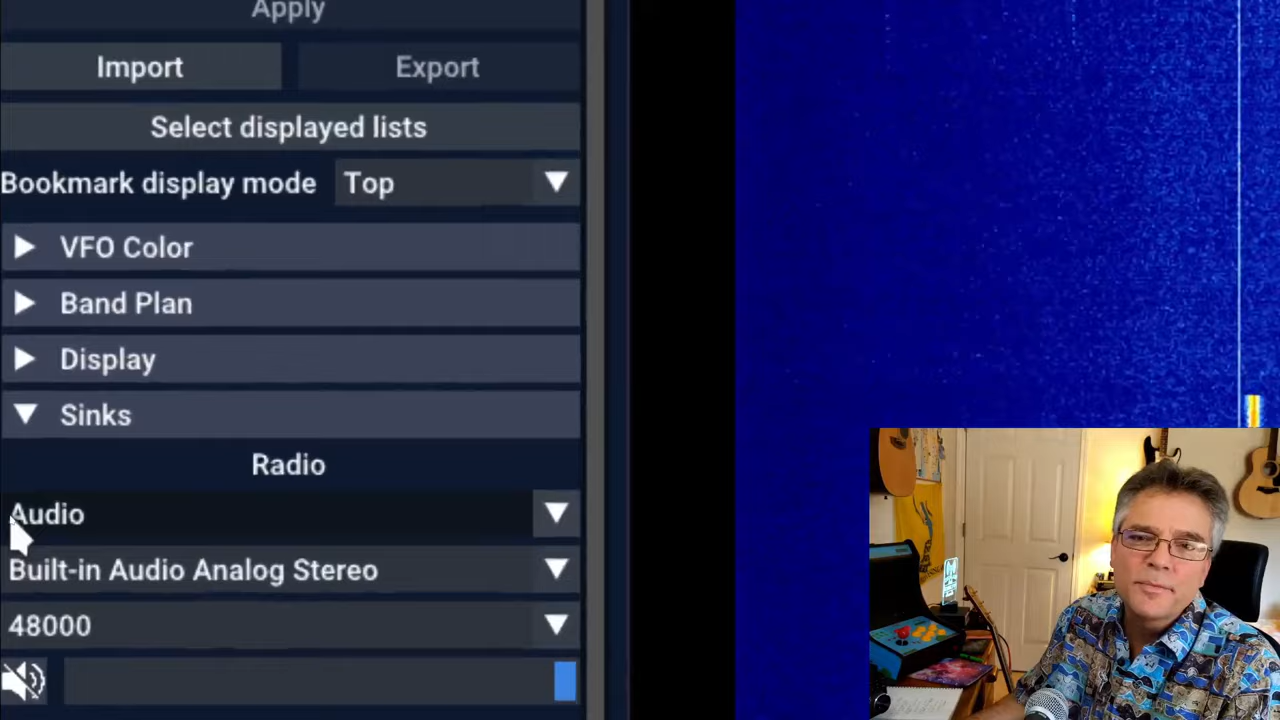 Apply
Import Export
Select displayed lists
Bookmark display mode Top
VFO Color
Band Plan
Display
Sinks
Radio
Audio
Built-in Audio Analog Stereo
48000